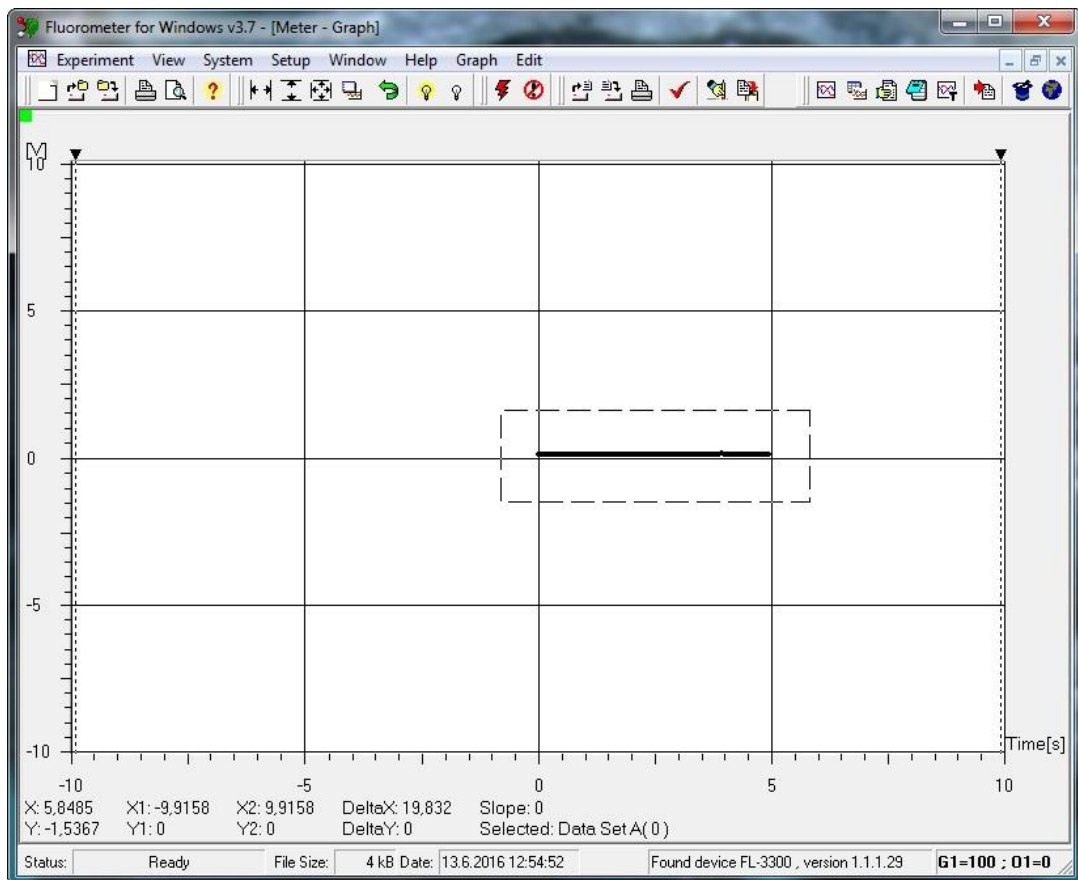 Fluorometer for Windows v3.7 - [Meter - Graph]
Experiment View System Setup Window Help Graph Edit
[V]
10
5
0
-5
-10
Time[s]
-10 -5 0 5 10
X: 5,8485 X1: -9,9158 X2: 9,9158 DeltaX: 19,832 Slope: 0
Y: -1,5367 Y1: 0 Y2: 0 DeltaY: 0 Selected: Data Set A( 0 )
Status: Ready File Size: 4 kB Date: 13.6.2016 12:54:52 Found device FL-3300 , version 1.1.1.29 G1=100 ; O1=0